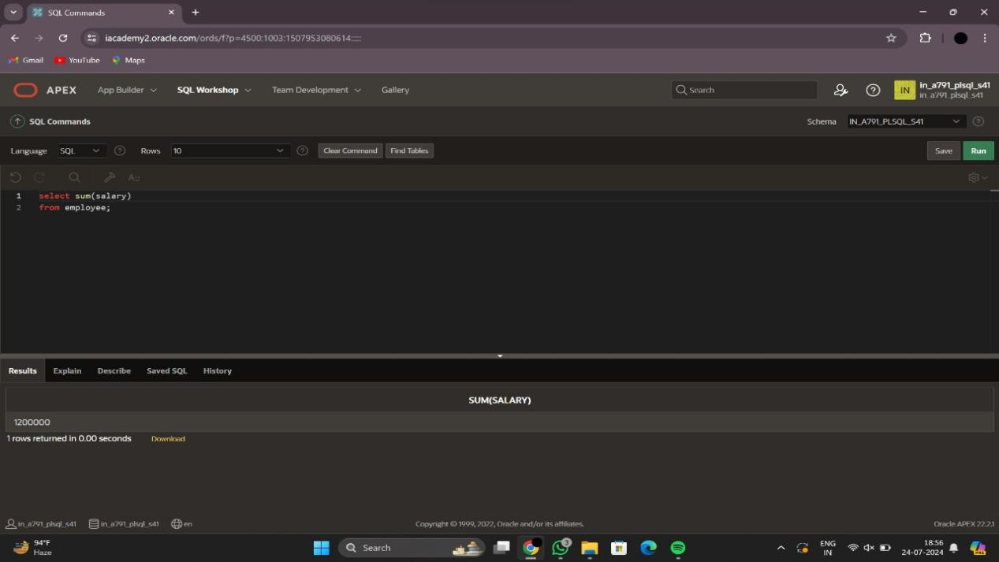 SQL Commands
iacademy2.oracle.com/ords/f?p=4500:1003:1507953080614:::::
Gmail YouTube Maps
APEX App Builder SQL Workshop Team Development Gallery Search IN in_a791_plsql_s41
in_a791_plsql_s41
SQL Commands Schema IN_A791_PLSQL_S41
Language SQL Rows 10 Clear Command Find Tables Save Run
1 select sum(salary)
2 from employee;
Results Explain Describe Saved SQL History
SUM(SALARY)
1200000
1 rows returned in 0.00 seconds Download
in_a791_plsql_s41 in_a791_plsql_s41 en Copyright © 1999, 2022, Oracle and/or its affiliates. Oracle APEX 22.2.1
94°F
Haze
Search
3
ENG
IN
18:56
24-07-2024
PRE